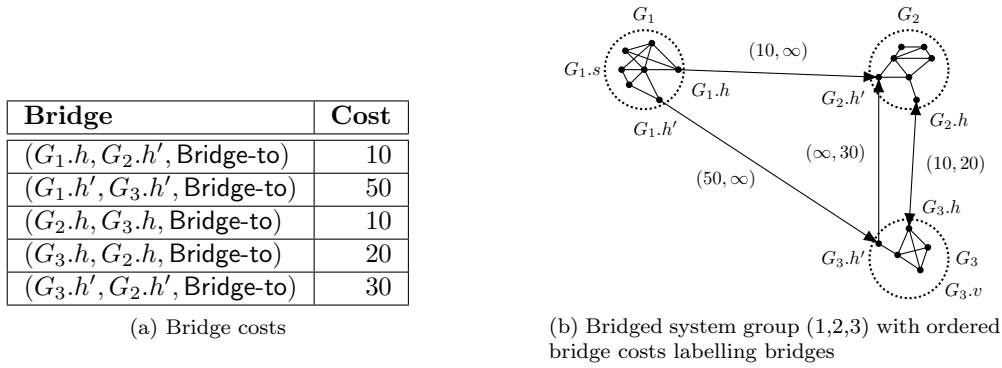 Bridge Cost
(G₁.h, G₂.h′, Bridge-to) 10
(G₁.h′, G₃.h′, Bridge-to) 50
(G₂.h, G₃.h, Bridge-to) 10
(G₃.h, G₂.h, Bridge-to) 20
(G₃.h′, G₂.h′, Bridge-to) 30
(a) Bridge costs
G₁
G₂
(10, ∞)
G₁.s
G₁.h
G₂.h′
G₁.h′
G₂.h
(∞, 30)
(10, 20)
(50, ∞)
G₃.h
G₃.h′
G₃
G₃.v
(b) Bridged system group (1,2,3) with ordered
bridge costs labelling bridges